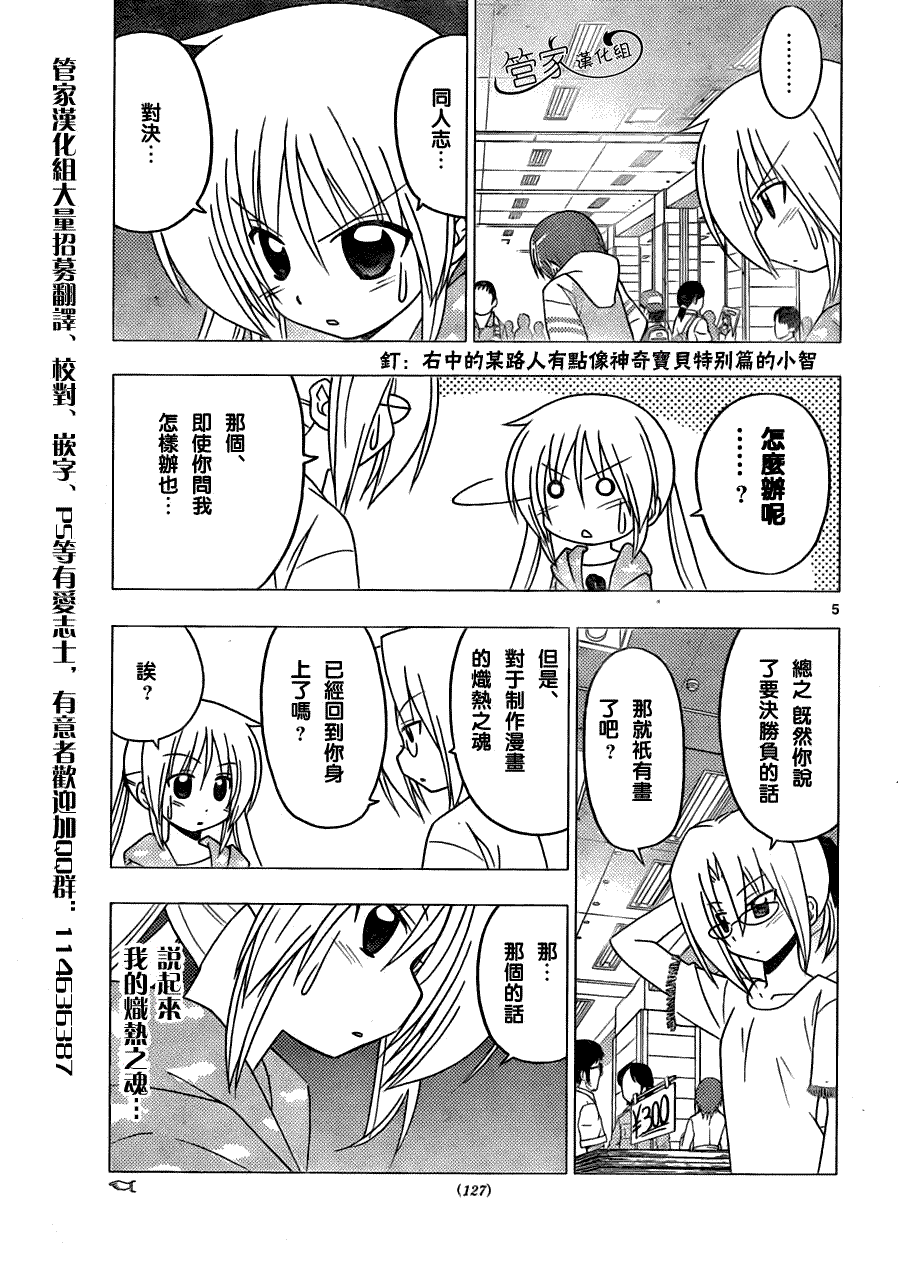 管家漢化組
………
同人志…
對決…
釘：右中的某路人有點像神奇寶貝特別篇的小智
怎麼辦呢
……？
那個、
即使你問我
怎樣辦也…
5
總之 既然你說
了要決勝負的話
那就祇有畫
了吧？
但是、
對于制作漫畫
的熾熱之魂
已經回到你身
上了嗎？
誒？
¥300
那…
那個的話
說起來
我的熾熱之魂…
(127)
管家漢化組大量招募翻譯、校對、嵌字、PS等有愛志士，有意者歡迎加QQ群：11463638７